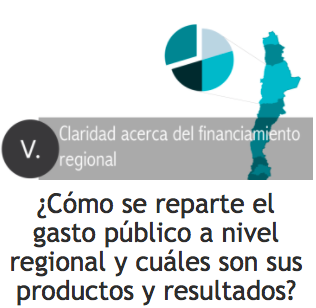 V.
Claridad acerca del financiamiento
regional
¿Cómo se reparte el
gasto público a nivel
regional y cuáles son sus
productos y resultados?